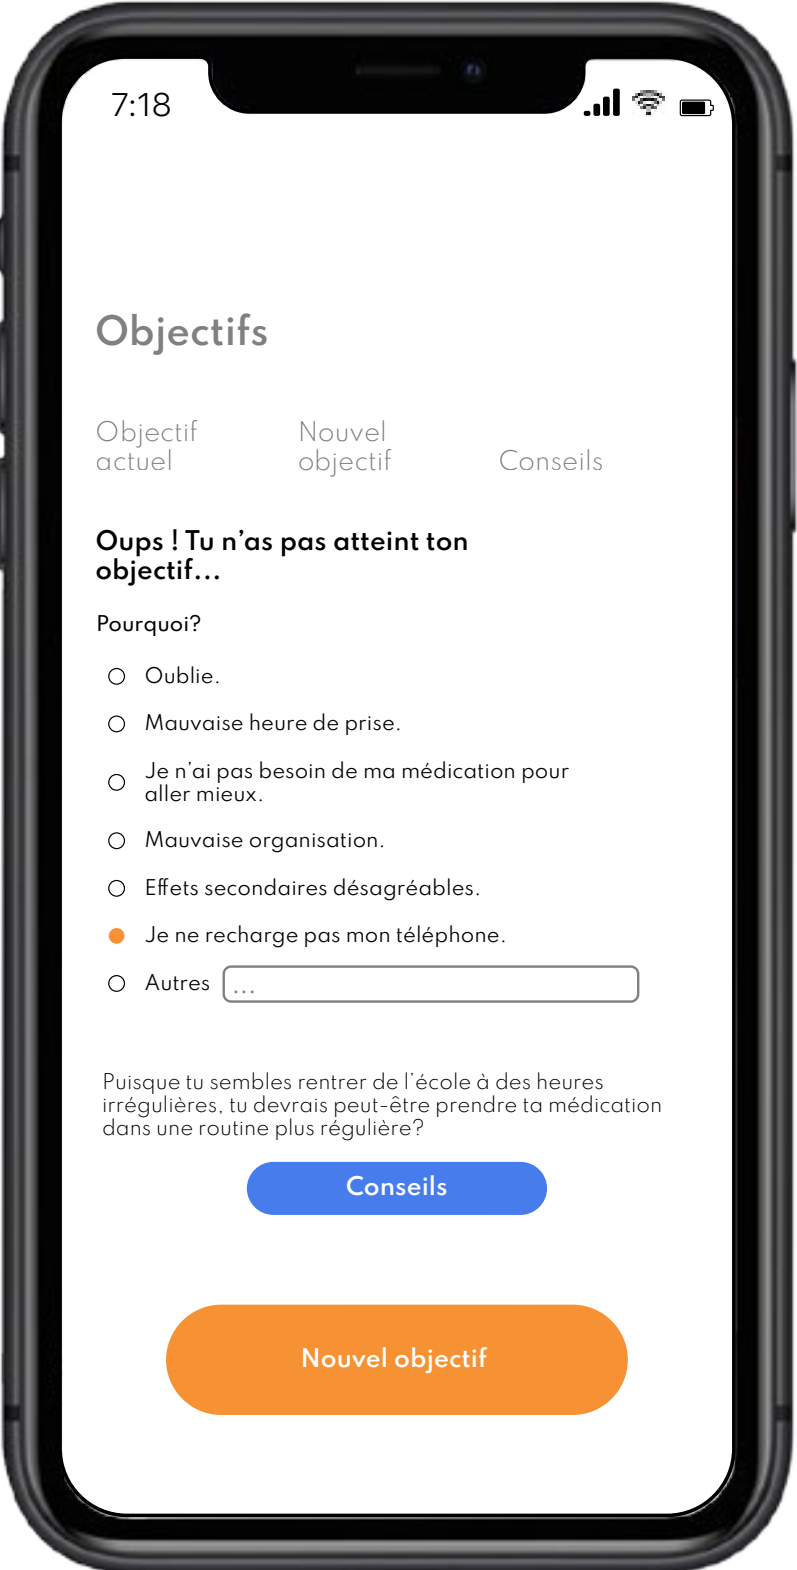 7:18
Objectifs
Objectif
actuel
Nouvel
objectif
Conseils
Oups ! Tu n’as pas atteint ton
objectif...
Pourquoi?
Oublie.
Mauvaise heure de prise.
Je n’ai pas besoin de ma médication pour
aller mieux.
Mauvaise organisation.
Effets secondaires désagréables.
Je ne recharge pas mon téléphone.
Autres ...
Puisque tu sembles rentrer de l’école à des heures
irrégulières, tu devrais peut-être prendre ta médication
dans une routine plus régulière?
Conseils
Nouvel objectif